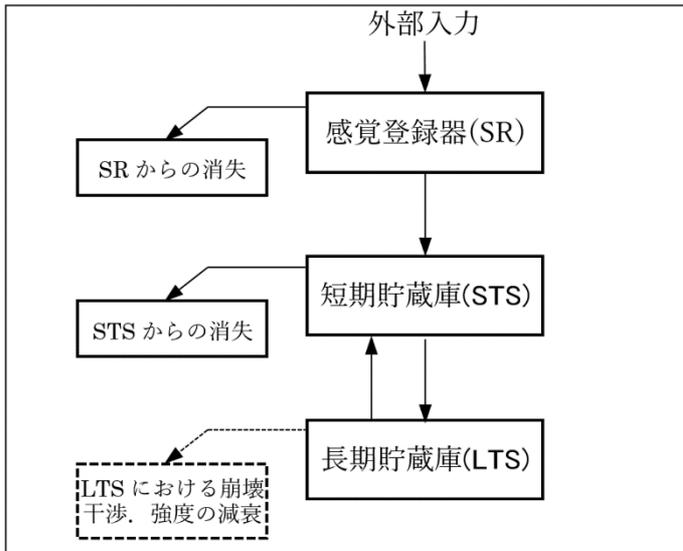 外部入力
感覚登録器(SR)
SR からの消失
短期貯蔵庫(STS)
STS からの消失
長期貯蔵庫(LTS)
LTS における崩壊
干渉．強度の減衰